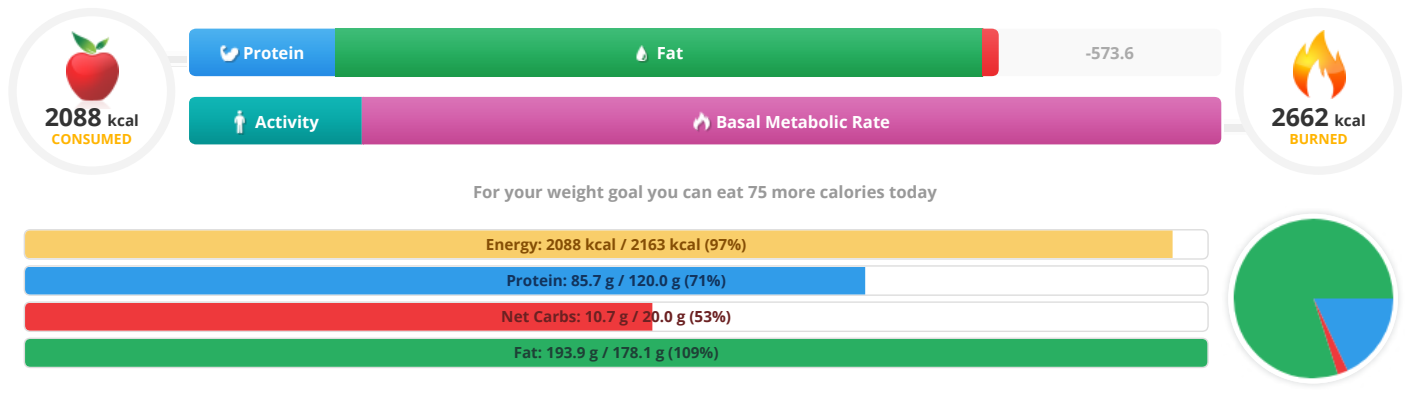 Protein
Fat
-573.6
2088 kcal
CONSUMED
Activity
Basal Metabolic Rate
2662 kcal
BURNED
For your weight goal you can eat 75 more calories today
Energy: 2088 kcal / 2163 kcal (97%)
Protein: 85.7 g / 120.0 g (71%)
Net Carbs: 10.7 g / 20.0 g (53%)
Fat: 193.9 g / 178.1 g (109%)